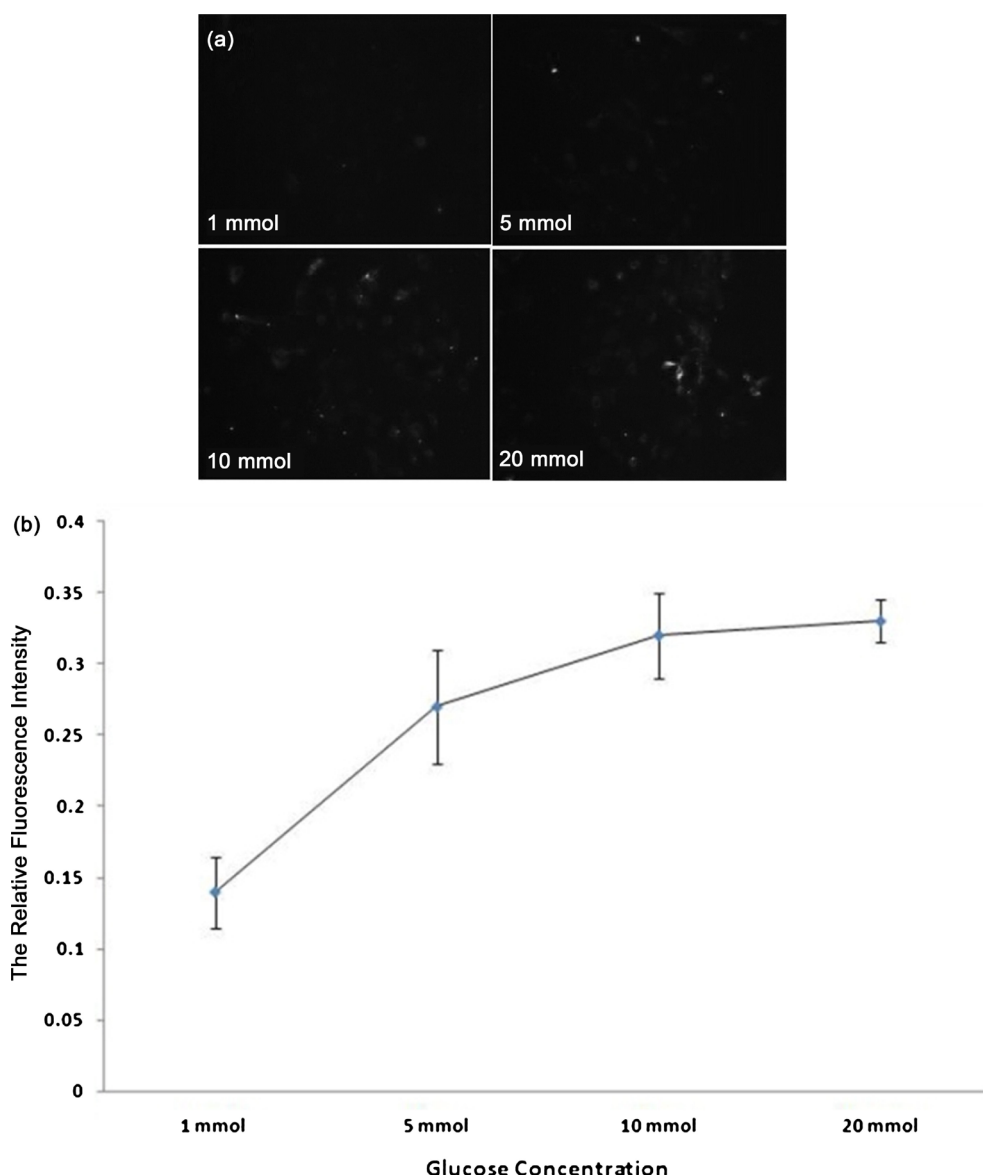 (a)
1 mmol
5 mmol
10 mmol
20 mmol
(b)
The Relative Fluorescence Intensity
0.4
0.35
0.3
0.25
0.2
0.15
0.1
0.05
0
1 mmol
5 mmol
10 mmol
20 mmol
Glucose Concentration